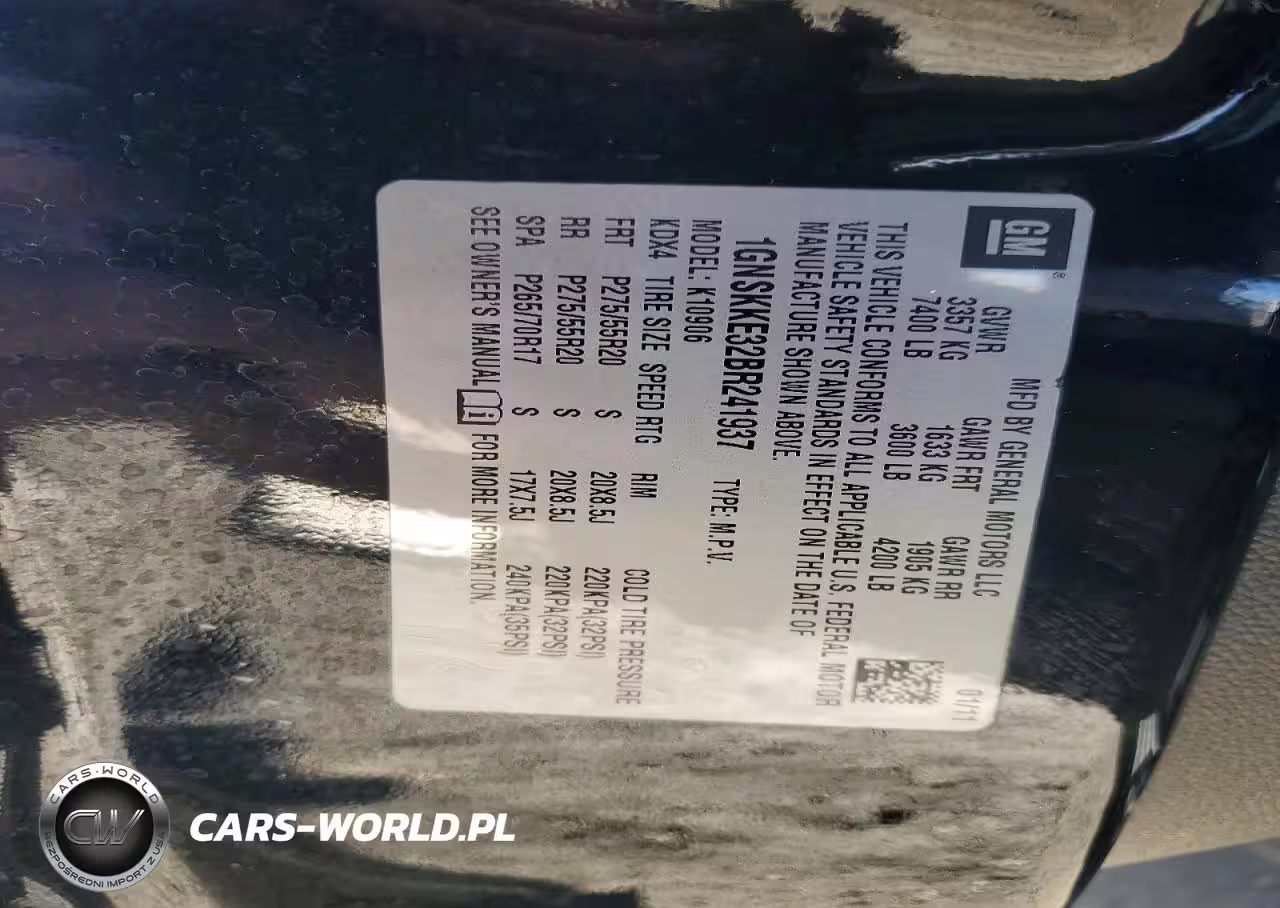 GM
MFD BY GENERAL MOTORS LLC 01/11
GVWR GAWR FRT GAWR RR
3357 KG 1633 KG 1905 KG
7400 LB 3600 LB 4200 LB
THIS VEHICLE CONFORMS TO ALL APPLICABLE U.S. FEDERAL MOTOR
VEHICLE SAFETY STANDARDS IN EFFECT ON THE DATE OF
MANUFACTURE SHOWN ABOVE.
1GNSKKE32BR241937 TYPE: M.P.V.
MODEL: K10906
KDX4 TIRE SIZE SPEED RTG RIM COLD TIRE PRESSURE
FRT P275/55R20 S 20X8.5J 220KPA(32PSI)
RR P275/55R20 S 20X8.5J 220KPA(32PSI)
SPA P265/70R17 S 17X7.5J 240KPA(35PSI)
SEE OWNER'S MANUAL FOR MORE INFORMATION.
CARS-WORLD
CW
BEZPOŚREDNI IMPORT Z USA
CARS-WORLD.PL